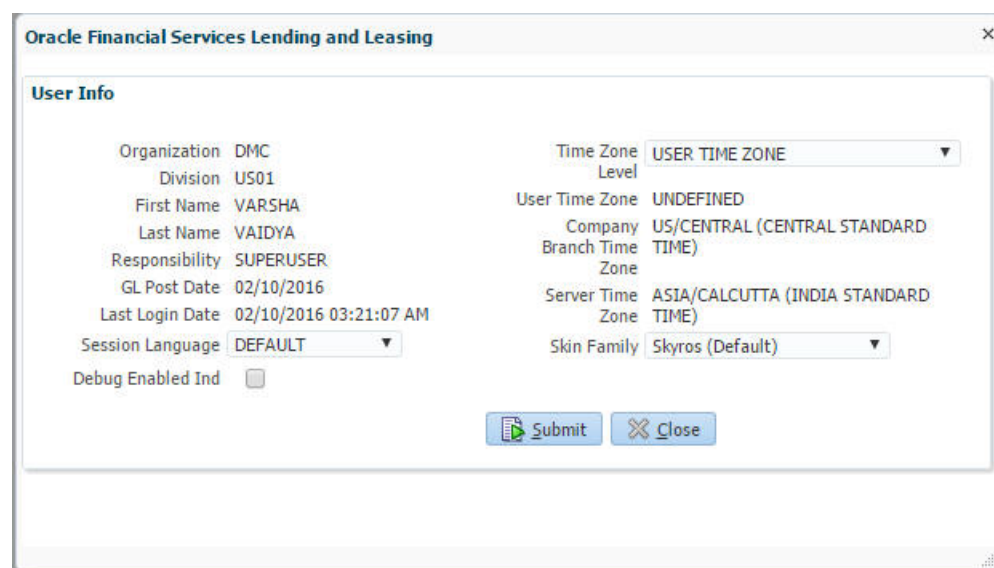 Oracle Financial Services Lending and Leasing
User Info
Organization DMC
Division US01
First Name VARSHA
Last Name VAIDYA
Responsibility SUPERUSER
GL Post Date 02/10/2016
Last Login Date 02/10/2016 03:21:07 AM
Session Language DEFAULT
Debug Enabled Ind
Time Zone USER TIME ZONE
Level
User Time Zone UNDEFINED
Company US/CENTRAL (CENTRAL STANDARD
Branch Time TIME)
Zone
Server Time ASIA/CALCUTTA (INDIA STANDARD
Zone TIME)
Skin Family Skyros (Default)
Submit Close